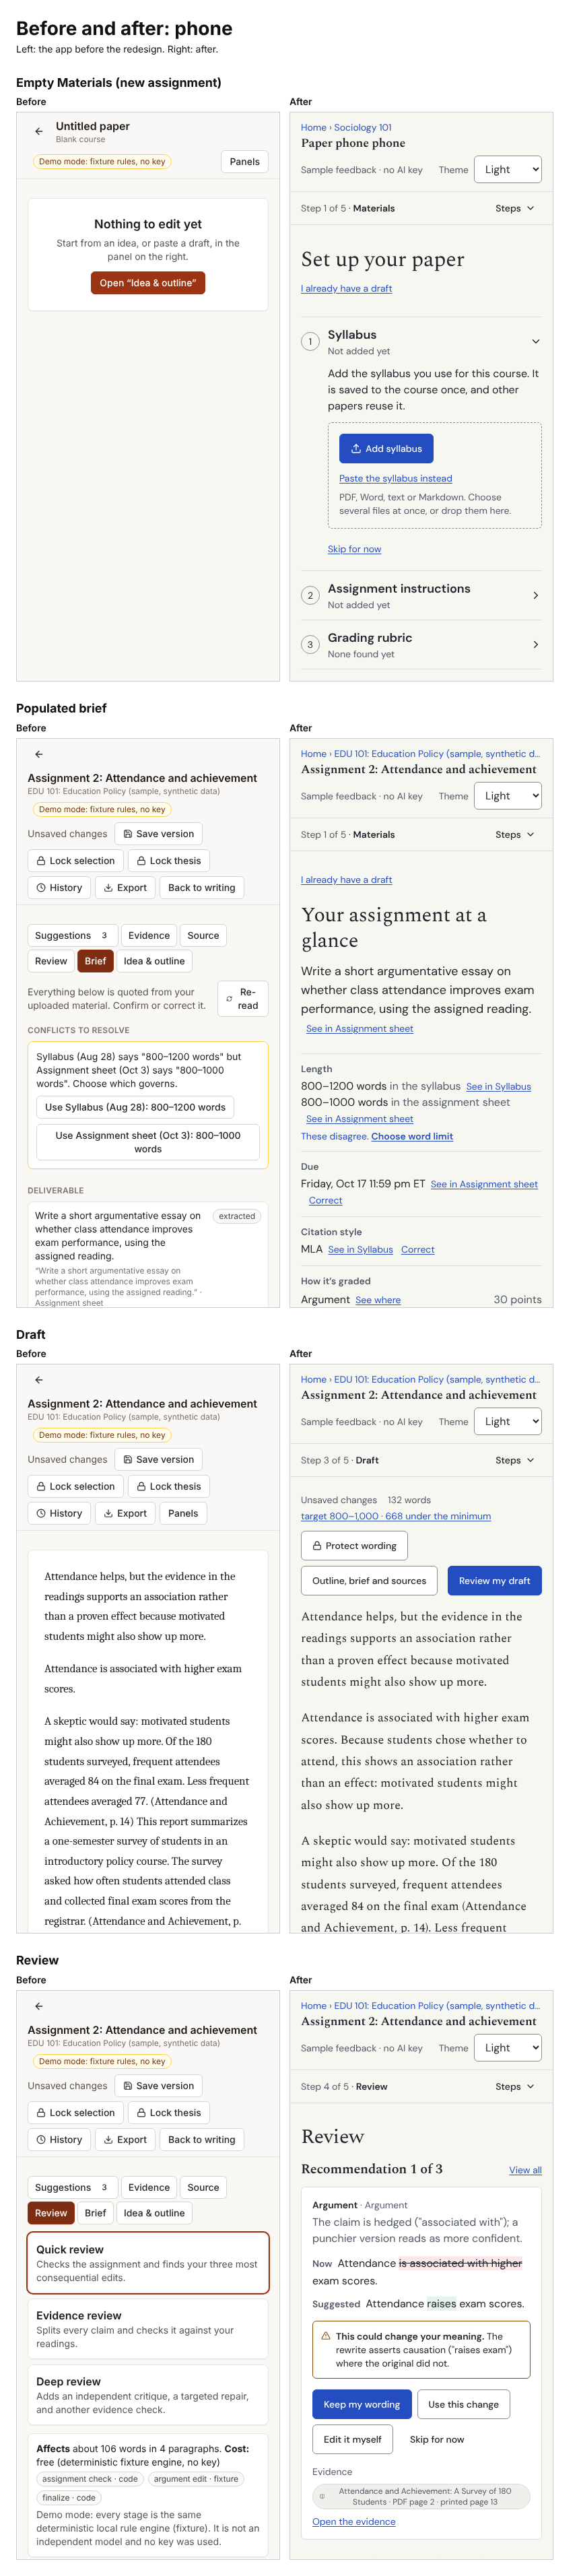 Before and after: phone
Left: the app before the redesign. Right: after.
Empty Materials (new assignment)
Before
Untitled paper
Blank course
Demo mode: fixture rules, no key
Panels
Nothing to edit yet
Start from an idea, or paste a draft, in the
panel on the right.
Open “Idea & outline”
After
Home › Sociology 101
Paper phone phone
Sample feedback · no AI key
Theme
Light
Step 1 of 5 · Materials
Steps
Set up your paper
I already have a draft
1
Syllabus
Not added yet
Add the syllabus you use for this course. It
is saved to the course once, and other
papers reuse it.
Add syllabus
Paste the syllabus instead
PDF, Word, text or Markdown. Choose
several files at once, or drop them here.
Skip for now
2
Assignment instructions
Not added yet
3
Grading rubric
None found yet
Populated brief
Before
Assignment 2: Attendance and achievement
EDU 101: Education Policy (sample, synthetic data)
Demo mode: fixture rules, no key
Unsaved changes
Save version
Lock selection
Lock thesis
History
Export
Back to writing
Suggestions 3
Evidence
Source
Review
Brief
Idea & outline
Everything below is quoted from your
uploaded material. Confirm or correct it.
Re-
read
CONFLICTS TO RESOLVE
Syllabus (Aug 28) says "800–1200 words" but
Assignment sheet (Oct 3) says "800–1000
words". Choose which governs.
Use Syllabus (Aug 28): 800–1200 words
Use Assignment sheet (Oct 3): 800–1000
words
DELIVERABLE
Write a short argumentative essay on
whether class attendance improves
exam performance, using the
assigned reading.
extracted
“Write a short argumentative essay on
whether class attendance improves exam
performance, using the assigned reading.” ·
Assignment sheet
After
Home › EDU 101: Education Policy (sample, synthetic d...
Assignment 2: Attendance and achievement
Sample feedback · no AI key
Theme
Light
Step 1 of 5 · Materials
Steps
I already have a draft
Your assignment at a
glance
Write a short argumentative essay on
whether class attendance improves exam
performance, using the assigned reading.
See in Assignment sheet
Length
800–1200 words in the syllabus See in Syllabus
800–1000 words in the assignment sheet
See in Assignment sheet
These disagree. Choose word limit
Due
Friday, Oct 17 11:59 pm ET See in Assignment sheet
Correct
Citation style
MLA See in Syllabus Correct
How it's graded
Argument See where 30 points
Draft
Before
Assignment 2: Attendance and achievement
EDU 101: Education Policy (sample, synthetic data)
Demo mode: fixture rules, no key
Unsaved changes
Save version
Lock selection
Lock thesis
History
Export
Panels
Attendance helps, but the evidence in the
readings supports an association rather
than a proven effect because motivated
students might also show up more.
Attendance is associated with higher exam
scores.
A skeptic would say: motivated students
might also show up more. Of the 180
students surveyed, frequent attendees
averaged 84 on the final exam. Less frequent
attendees averaged 77. (Attendance and
Achievement, p. 14) This report summarizes
a one-semester survey of students in an
introductory policy course. The survey
asked how often students attended class
and collected final exam scores from the
registrar. (Attendance and Achievement, p.
After
Home › EDU 101: Education Policy (sample, synthetic d...
Assignment 2: Attendance and achievement
Sample feedback · no AI key
Theme
Light
Step 3 of 5 · Draft
Steps
Unsaved changes 132 words
target 800–1,000 · 668 under the minimum
Protect wording
Outline, brief and sources
Review my draft
Attendance helps, but the evidence in the
readings supports an association rather
than a proven effect because motivated
students might also show up more.
Attendance is associated with higher exam
scores. Because students chose whether to
attend, this shows an association rather
than an effect: motivated students might
also show up more.
A skeptic would say: motivated students
might also show up more. Of the 180
students surveyed, frequent attendees
averaged 84 on the final exam (Attendance
and Achievement, p. 14). Less frequent
Review
Before
Assignment 2: Attendance and achievement
EDU 101: Education Policy (sample, synthetic data)
Demo mode: fixture rules, no key
Unsaved changes
Save version
Lock selection
Lock thesis
History
Export
Back to writing
Suggestions 3
Evidence
Source
Review
Brief
Idea & outline
Quick review
Checks the assignment and finds your three most
consequential edits.
Evidence review
Splits every claim and checks it against your
readings.
Deep review
Adds an independent critique, a targeted repair,
and another evidence check.
Affects about 106 words in 4 paragraphs. Cost:
free (deterministic fixture engine, no key)
assignment check · code
argument edit · fixture
finalize · code
Demo mode: every stage is the same
deterministic local rule engine (fixture). It is not an
independent model and no key was used.
After
Home › EDU 101: Education Policy (sample, synthetic d...
Assignment 2: Attendance and achievement
Sample feedback · no AI key
Theme
Light
Step 4 of 5 · Review
Steps
Review
Recommendation 1 of 3
View all
Argument · Argument
The claim is hedged ("associated with"); a
punchier version reads as more confident.
Now Attendance is associated with higher
exam scores.
Suggested Attendance raises exam scores.
This could change your meaning. The
rewrite asserts causation ("raises exam")
where the original did not.
Keep my wording
Use this change
Edit it myself
Skip for now
Evidence
Attendance and Achievement: A Survey of 180
Students · PDF page 2 · printed page 13
Open the evidence